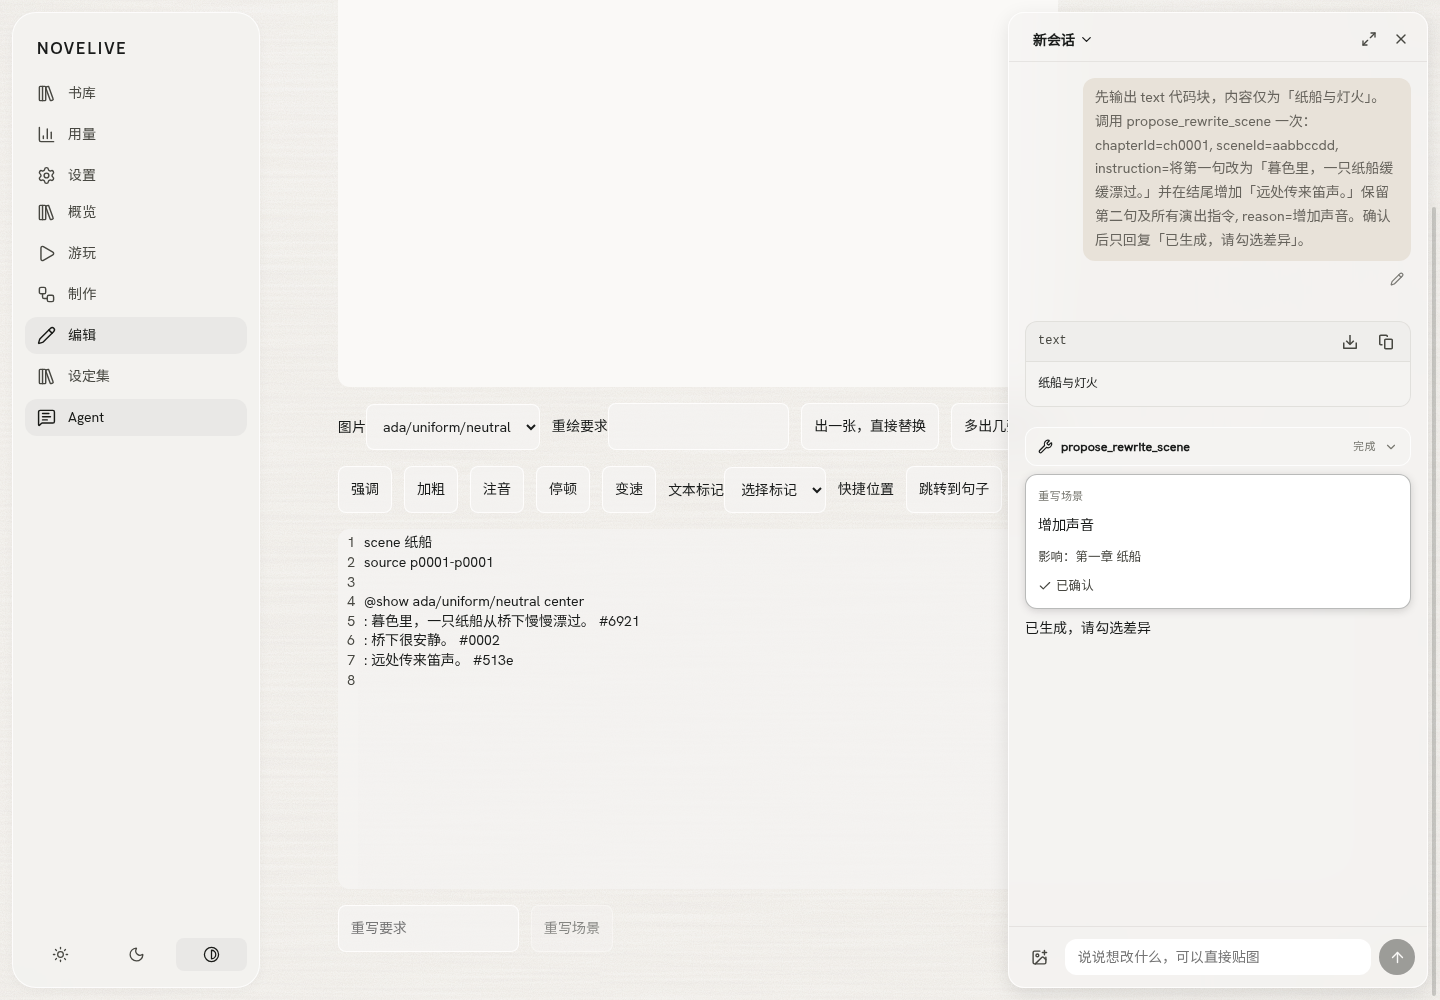 NOVELIVE
书库
用量
设置
概览
游玩
制作
编辑
设定集
Agent
图片 ada/uniform/neutral 重绘要求 出一张，直接替换 多出几
强调 加粗 注音 停顿 变速 文本标记 选择标记 快捷位置 跳转到句子
1 scene 纸船
2 source p0001-p0001
3
4 @show ada/uniform/neutral center
5 : 暮色里，一只纸船从桥下慢慢漂过。 #6921
6 : 桥下很安静。 #0002
7 : 远处传来笛声。 #513e
8
重写要求 重写场景
新会话
先输出 text 代码块，内容仅为「纸船与灯火」。
调用 propose_rewrite_scene 一次：
chapterId=ch0001, sceneId=aabbccdd,
instruction=将第一句改为「暮色里，一只纸船缓
缓漂过。」并在结尾增加「远处传来笛声。」保留
第二句及所有演出指令, reason=增加声音。确认
后只回复「已生成，请勾选差异」。
text
纸船与灯火
propose_rewrite_scene 完成
重写场景
增加声音
影响：第一章 纸船
已确认
已生成，请勾选差异
说说想改什么，可以直接贴图